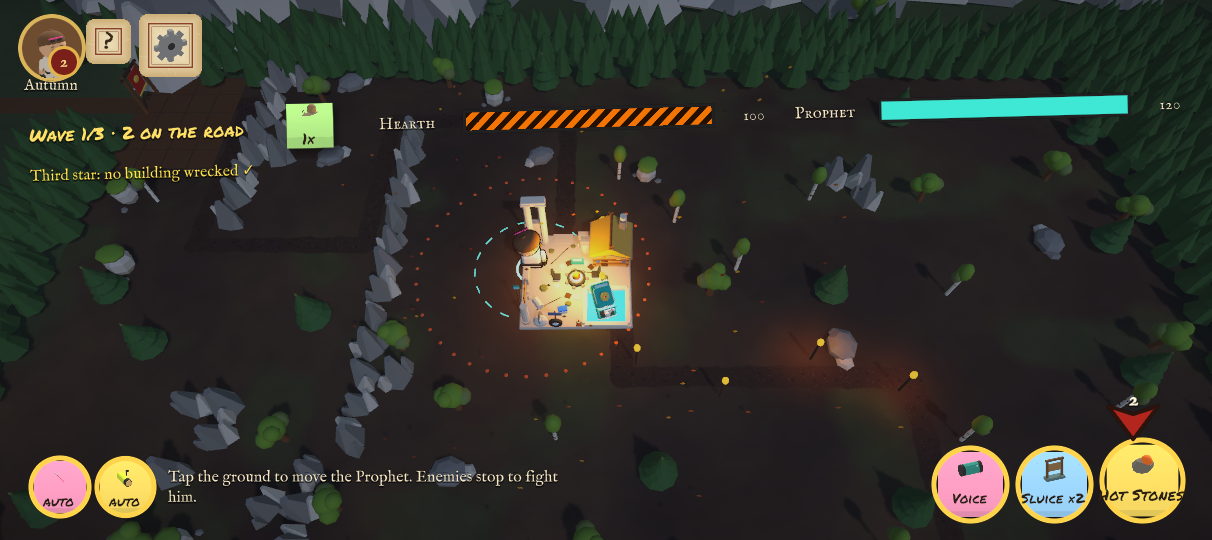 ?
2
Autumn
Wave 1/3 · 2 on the road
1x
Hearth
100
Prophet
120
Third star: no building wrecked ✓
2
Auto
Auto
Tap the ground to move the Prophet. Enemies stop to fight
him.
Voice
Sluice x2
Hot Stones